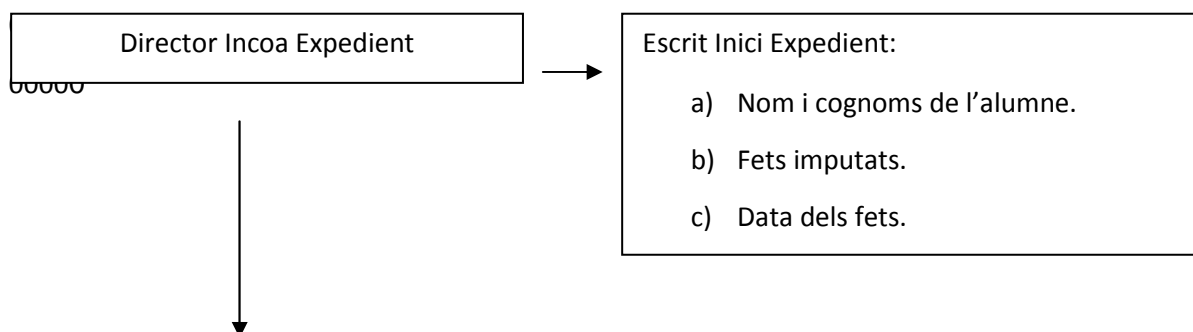 Director Incoa Expedient
Escrit Inici Expedient:
a) Nom i cognoms de l’alumne.
b) Fets imputats.
c) Data dels fets.